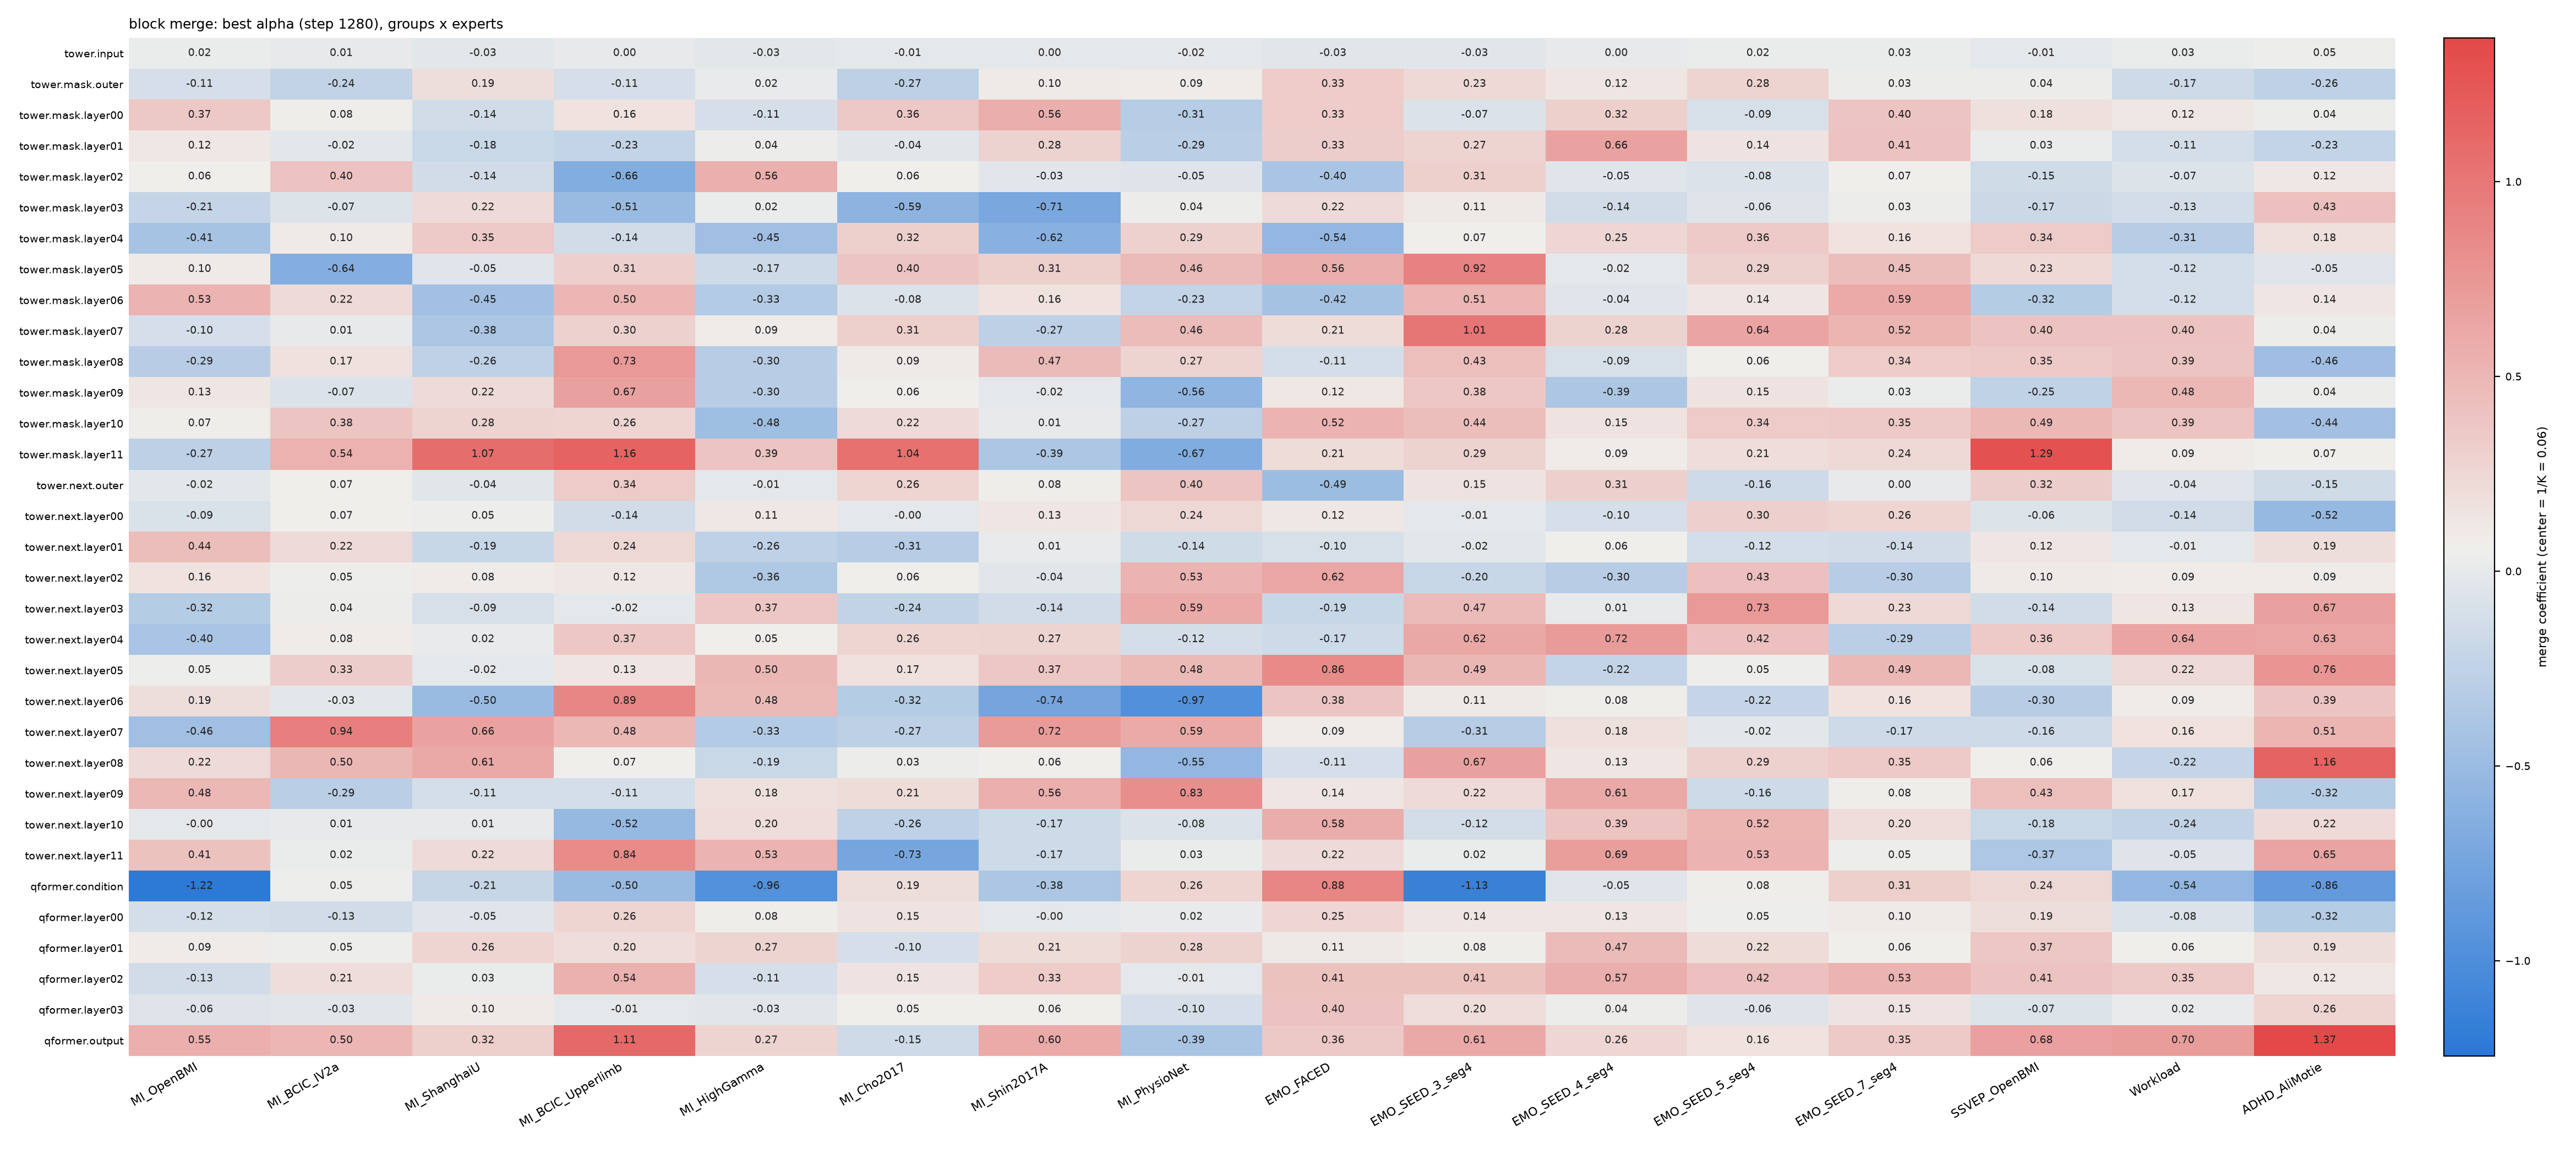 block merge: best alpha (step 1280), groups x experts
tower.input 0.02 0.01 -0.03 0.00 -0.03 -0.01 0.00 -0.02 -0.03 -0.03 0.00 0.02 0.03 -0.01 0.03 0.05
tower.mask.outer -0.11 -0.24 0.19 -0.11 0.02 -0.27 0.10 0.09 0.33 0.23 0.12 0.28 0.03 0.04 -0.17 -0.26
tower.mask.layer00 0.37 0.08 -0.14 0.16 -0.11 0.36 0.56 -0.31 0.33 -0.07 0.32 -0.09 0.40 0.18 0.12 0.04
tower.mask.layer01 0.12 -0.02 -0.18 -0.23 0.04 -0.04 0.28 -0.29 0.33 0.27 0.66 0.14 0.41 0.03 -0.11 -0.23
tower.mask.layer02 0.06 0.40 -0.14 -0.66 0.56 0.06 -0.03 -0.05 -0.40 0.31 -0.05 -0.08 0.07 -0.15 -0.07 0.12
tower.mask.layer03 -0.21 -0.07 0.22 -0.51 0.02 -0.59 -0.71 0.04 0.22 0.11 -0.14 -0.06 0.03 -0.17 -0.13 0.43
tower.mask.layer04 -0.41 0.10 0.35 -0.14 -0.45 0.32 -0.62 0.29 -0.54 0.07 0.25 0.36 0.16 0.34 -0.31 0.18
tower.mask.layer05 0.10 -0.64 -0.05 0.31 -0.17 0.40 0.31 0.46 0.56 0.92 -0.02 0.29 0.45 0.23 -0.12 -0.05
tower.mask.layer06 0.53 0.22 -0.45 0.50 -0.33 -0.08 0.16 -0.23 -0.42 0.51 -0.04 0.14 0.59 -0.32 -0.12 0.14
tower.mask.layer07 -0.10 0.01 -0.38 0.30 0.09 0.31 -0.27 0.46 0.21 1.01 0.28 0.64 0.52 0.40 0.40 0.04
tower.mask.layer08 -0.29 0.17 -0.26 0.73 -0.30 0.09 0.47 0.27 -0.11 0.43 -0.09 0.06 0.34 0.35 0.39 -0.46
tower.mask.layer09 0.13 -0.07 0.22 0.67 -0.30 0.06 -0.02 -0.56 0.12 0.38 -0.39 0.15 0.03 -0.25 0.48 0.04
tower.mask.layer10 0.07 0.38 0.28 0.26 -0.48 0.22 0.01 -0.27 0.52 0.44 0.15 0.34 0.35 0.49 0.39 -0.44
tower.mask.layer11 -0.27 0.54 1.07 1.16 0.39 1.04 -0.39 -0.67 0.21 0.29 0.09 0.21 0.24 1.29 0.09 0.07
tower.next.outer -0.02 0.07 -0.04 0.34 -0.01 0.26 0.08 0.40 -0.49 0.15 0.31 -0.16 0.00 0.32 -0.04 -0.15
tower.next.layer00 -0.09 0.07 0.05 -0.14 0.11 -0.00 0.13 0.24 0.12 -0.01 -0.10 0.30 0.26 -0.06 -0.14 -0.52
tower.next.layer01 0.44 0.22 -0.19 0.24 -0.26 -0.31 0.01 -0.14 -0.10 -0.02 0.06 -0.12 -0.14 0.12 -0.01 0.19
tower.next.layer02 0.16 0.05 0.08 0.12 -0.36 0.06 -0.04 0.53 0.62 -0.20 -0.30 0.43 -0.30 0.10 0.09 0.09
tower.next.layer03 -0.32 0.04 -0.09 -0.02 0.37 -0.24 -0.14 0.59 -0.19 0.47 0.01 0.73 0.23 -0.14 0.13 0.67
tower.next.layer04 -0.40 0.08 0.02 0.37 0.05 0.26 0.27 -0.12 -0.17 0.62 0.72 0.42 -0.29 0.36 0.64 0.63
tower.next.layer05 0.05 0.33 -0.02 0.13 0.50 0.17 0.37 0.48 0.86 0.49 -0.22 0.05 0.49 -0.08 0.22 0.76
tower.next.layer06 0.19 -0.03 -0.50 0.89 0.48 -0.32 -0.74 -0.97 0.38 0.11 0.08 -0.22 0.16 -0.30 0.09 0.39
tower.next.layer07 -0.46 0.94 0.66 0.48 -0.33 -0.27 0.72 0.59 0.09 -0.31 0.18 -0.02 -0.17 -0.16 0.16 0.51
tower.next.layer08 0.22 0.50 0.61 0.07 -0.19 0.03 0.06 -0.55 -0.11 0.67 0.13 0.29 0.35 0.06 -0.22 1.16
tower.next.layer09 0.48 -0.29 -0.11 -0.11 0.18 0.21 0.56 0.83 0.14 0.22 0.61 -0.16 0.08 0.43 0.17 -0.32
tower.next.layer10 -0.00 0.01 0.01 -0.52 0.20 -0.26 -0.17 -0.08 0.58 -0.12 0.39 0.52 0.20 -0.18 -0.24 0.22
tower.next.layer11 0.41 0.02 0.22 0.84 0.53 -0.73 -0.17 0.03 0.22 0.02 0.69 0.53 0.05 -0.37 -0.05 0.65
qformer.condition -1.22 0.05 -0.21 -0.50 -0.96 0.19 -0.38 0.26 0.88 -1.13 -0.05 0.08 0.31 0.24 -0.54 -0.86
qformer.layer00 -0.12 -0.13 -0.05 0.26 0.08 0.15 -0.00 0.02 0.25 0.14 0.13 0.05 0.10 0.19 -0.08 -0.32
qformer.layer01 0.09 0.05 0.26 0.20 0.27 -0.10 0.21 0.28 0.11 0.08 0.47 0.22 0.06 0.37 0.06 0.19
qformer.layer02 -0.13 0.21 0.03 0.54 -0.11 0.15 0.33 -0.01 0.41 0.41 0.57 0.42 0.53 0.41 0.35 0.12
qformer.layer03 -0.06 -0.03 0.10 -0.01 -0.03 0.05 0.06 -0.10 0.40 0.20 0.04 -0.06 0.15 -0.07 0.02 0.26
qformer.output 0.55 0.50 0.32 1.11 0.27 -0.15 0.60 -0.39 0.36 0.61 0.26 0.16 0.35 0.68 0.70 1.37
MI_OpenBMI MI_BCIC_IV2a MI_ShanghaiU MI_BCIC_Upperlimb MI_HighGamma MI_Cho2017 MI_Shin2017A MI_PhysioNet EMO_FACED EMO_SEED_3_seg4 EMO_SEED_4_seg4 EMO_SEED_5_seg4 EMO_SEED_7_seg4 SSVEP_OpenBMI Workload ADHD_AliMotie
1.0
0.5
0.0
−0.5
−1.0
merge coefficient (center = 1/K = 0.06)